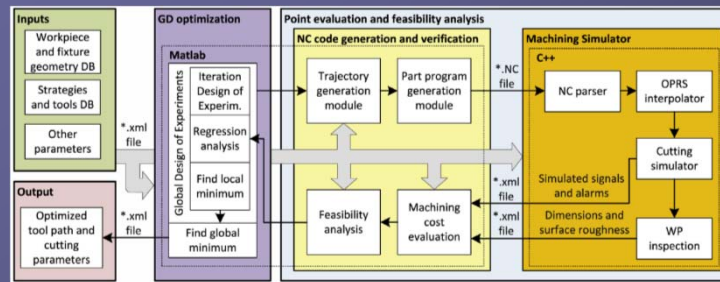 Inputs
Workpiece
and fixture
geometry DB
Strategies
and tools DB
Other
parameters
*.xml
file
Output
Optimized
tool path and
cutting
parameters
*.xml
file
GD optimization
Matlab
Global Design of Experiments
Iteration
Design of
Experim.
Regression
analysis
Find local
minimum
Find global
minimum
Point evaluation and feasibility analysis
NC code generation and verification
Trajectory
generation
module
Part program
generation
module
*.NC
file
Feasibility
analysis
Machining
cost
evaluation
*.xml
file
Simulated signals
and alarms
*.xml
file
Dimensions and
surface roughness
Machining Simulator
C++
NC parser
OPRS
interpolator
Cutting
simulator
WP
inspection